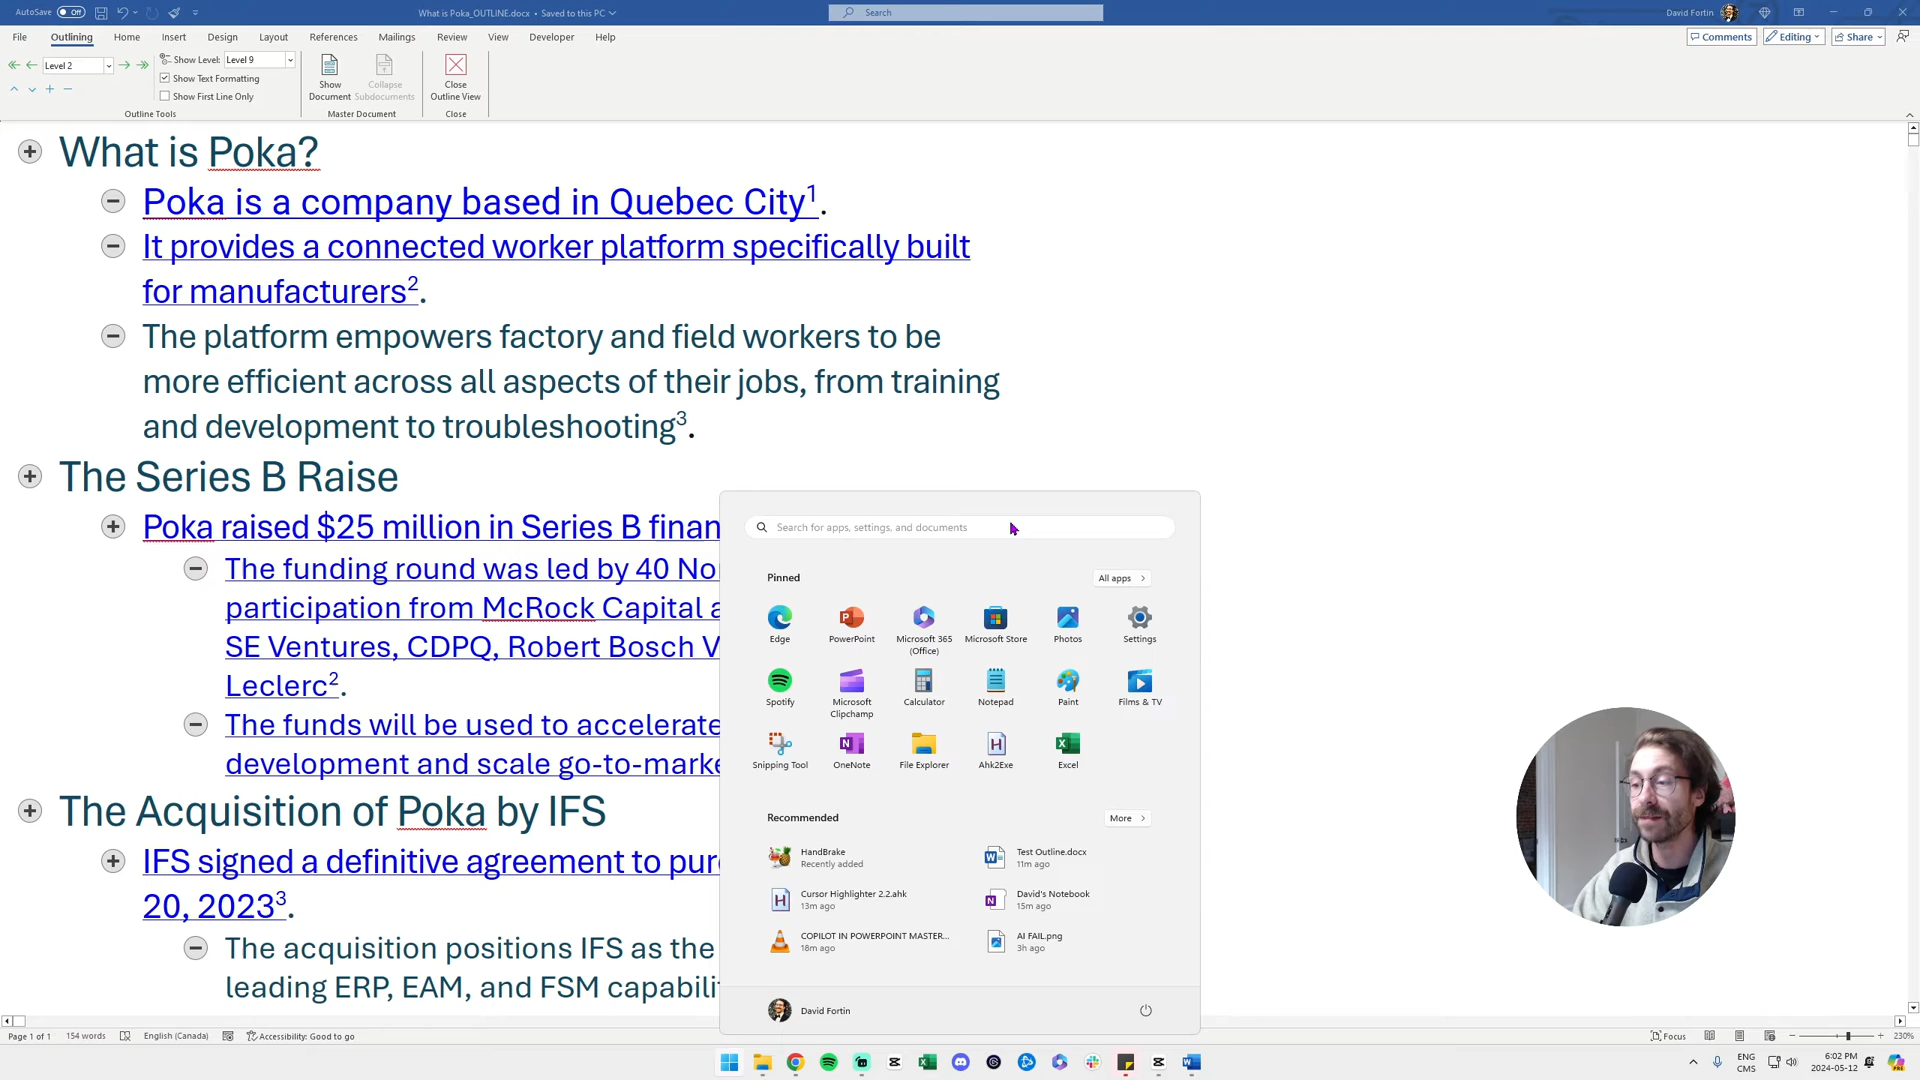 AutoSave Off
What is Poka_OUTLINE.docx • Saved to this PC
Search
David Fortin
File Outlining Home Insert Draw Design Layout References Mailings Review View Developer Help
Comments Editing Share
Level 2
Show Level: Level 9
Show Text Formatting
Show First Line Only
Show Document
Collapse Subdocuments
Close Outline View
Outline Tools Master Document Close
What is Poka?
Poka is a company based in Quebec City1.
It provides a connected worker platform specifically built
for manufacturers2.
The platform empowers factory and field workers to be
more efficient across all aspects of their jobs, from training
and development to troubleshooting3.
The Series B Raise
Poka raised $25 million in Series B finan
The funding round was led by 40 No
participation from McRock Capital a
SE Ventures, CDPQ, Robert Bosch V
Leclerc2.
The funds will be used to accelerate
development and scale go-to-marke
The Acquisition of Poka by IFS
IFS signed a definitive agreement to pur
20, 20233.
The acquisition positions IFS as the
leading ERP, EAM, and FSM capabili
Search for apps, settings, and documents
Pinned All apps
Edge PowerPoint Microsoft 365 (Office) Microsoft Store Photos Settings
Spotify Microsoft Clipchamp Calculator Notepad Paint Films & TV
Snipping Tool OneNote File Explorer Ahk2Exe Excel
Recommended More
HandBrake
Recently added
Test Outline.docx
11m ago
Cursor Highlighter 2.2.ahk
13m ago
David's Notebook
15m ago
COPILOT IN POWERPOINT MASTER...
18m ago
AI FAIL.png
3h ago
David Fortin
Page 1 of 1 154 words English (Canada) Accessibility: Good to go
Focus 230%
ENG
CMS
6:02 PM
2024-05-12